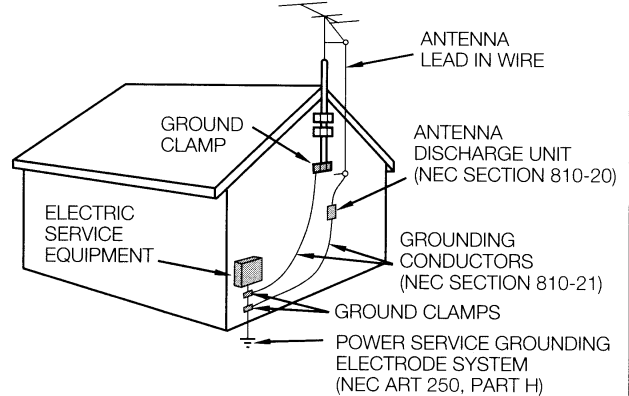 ANTENNA
LEAD IN WIRE
GROUND
CLAMP
ANTENNA
DISCHARGE UNIT
(NEC SECTION 810-20)
ELECTRIC
SERVICE
EQUIPMENT
GROUNDING
CONDUCTORS
(NEC SECTION 810-21)
GROUND CLAMPS
POWER SERVICE GROUNDING
ELECTRODE SYSTEM
(NEC ART 250, PART H)